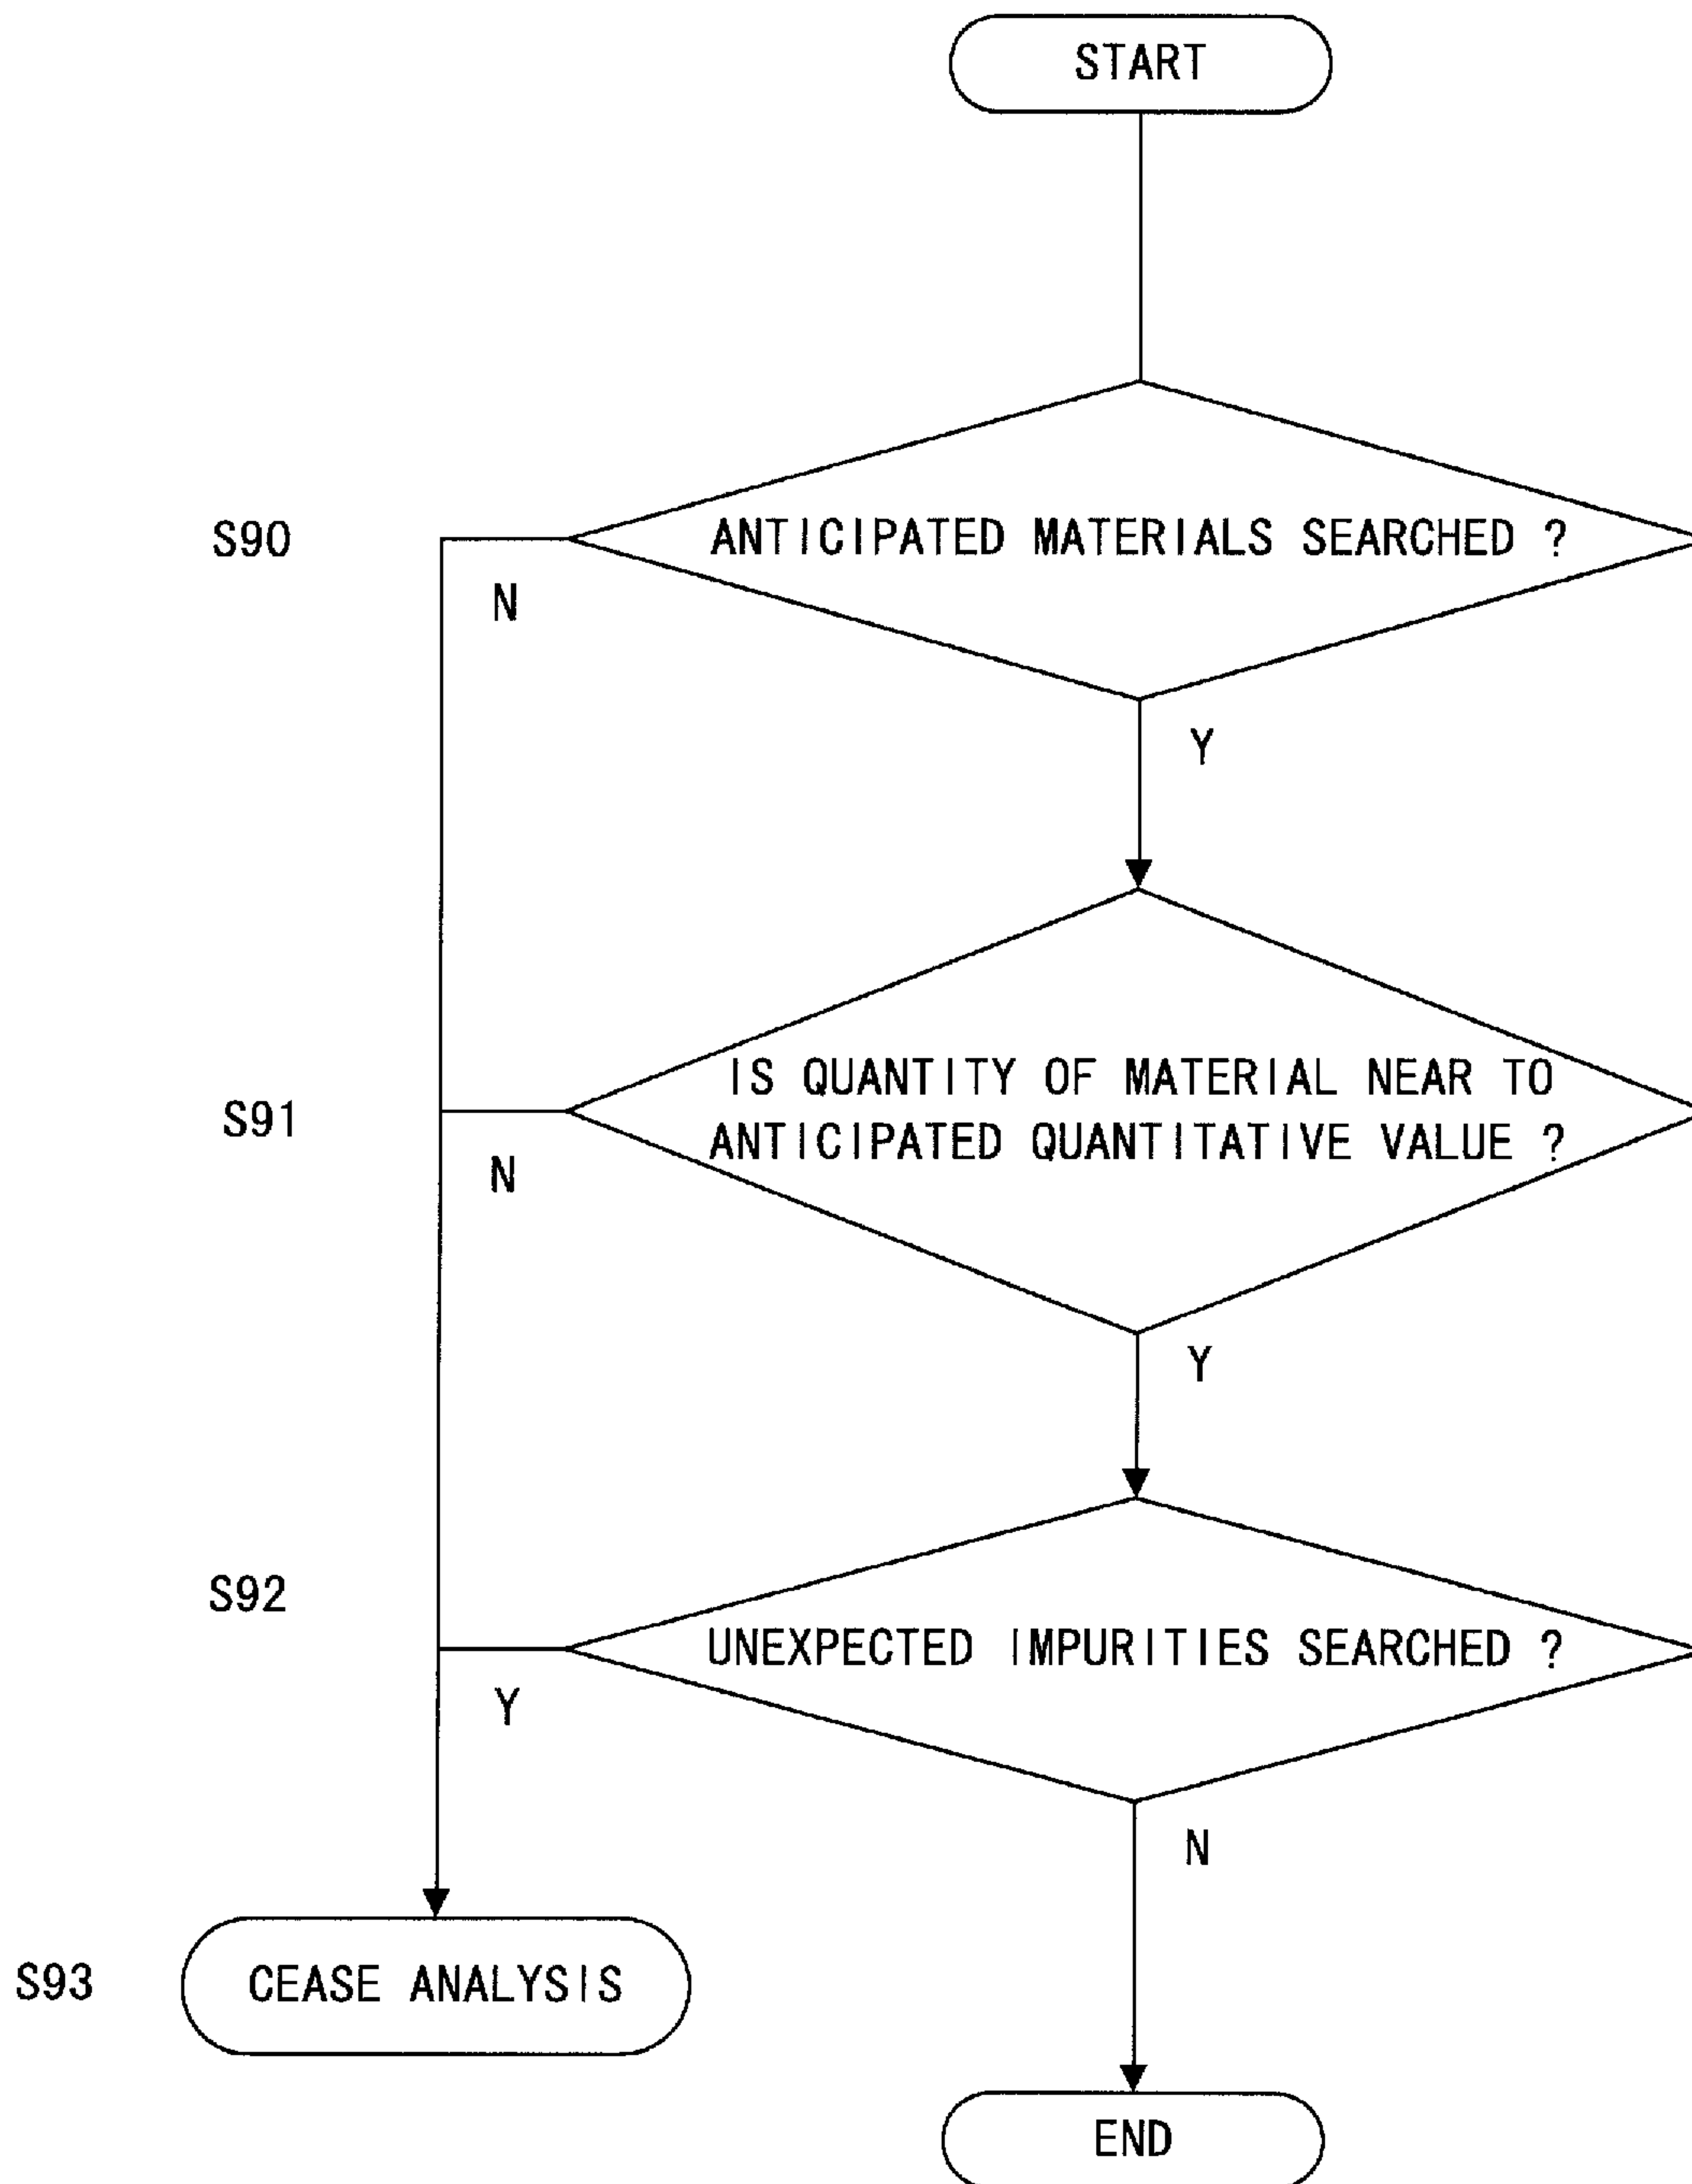 START
S90
ANTICIPATED MATERIALS SEARCHED ?
N
Y
S91
IS QUANTITY OF MATERIAL NEAR TO
ANTICIPATED QUANTITATIVE VALUE ?
N
Y
S92
UNEXPECTED IMPURITIES SEARCHED ?
Y
N
S93
CEASE ANALYSIS
END